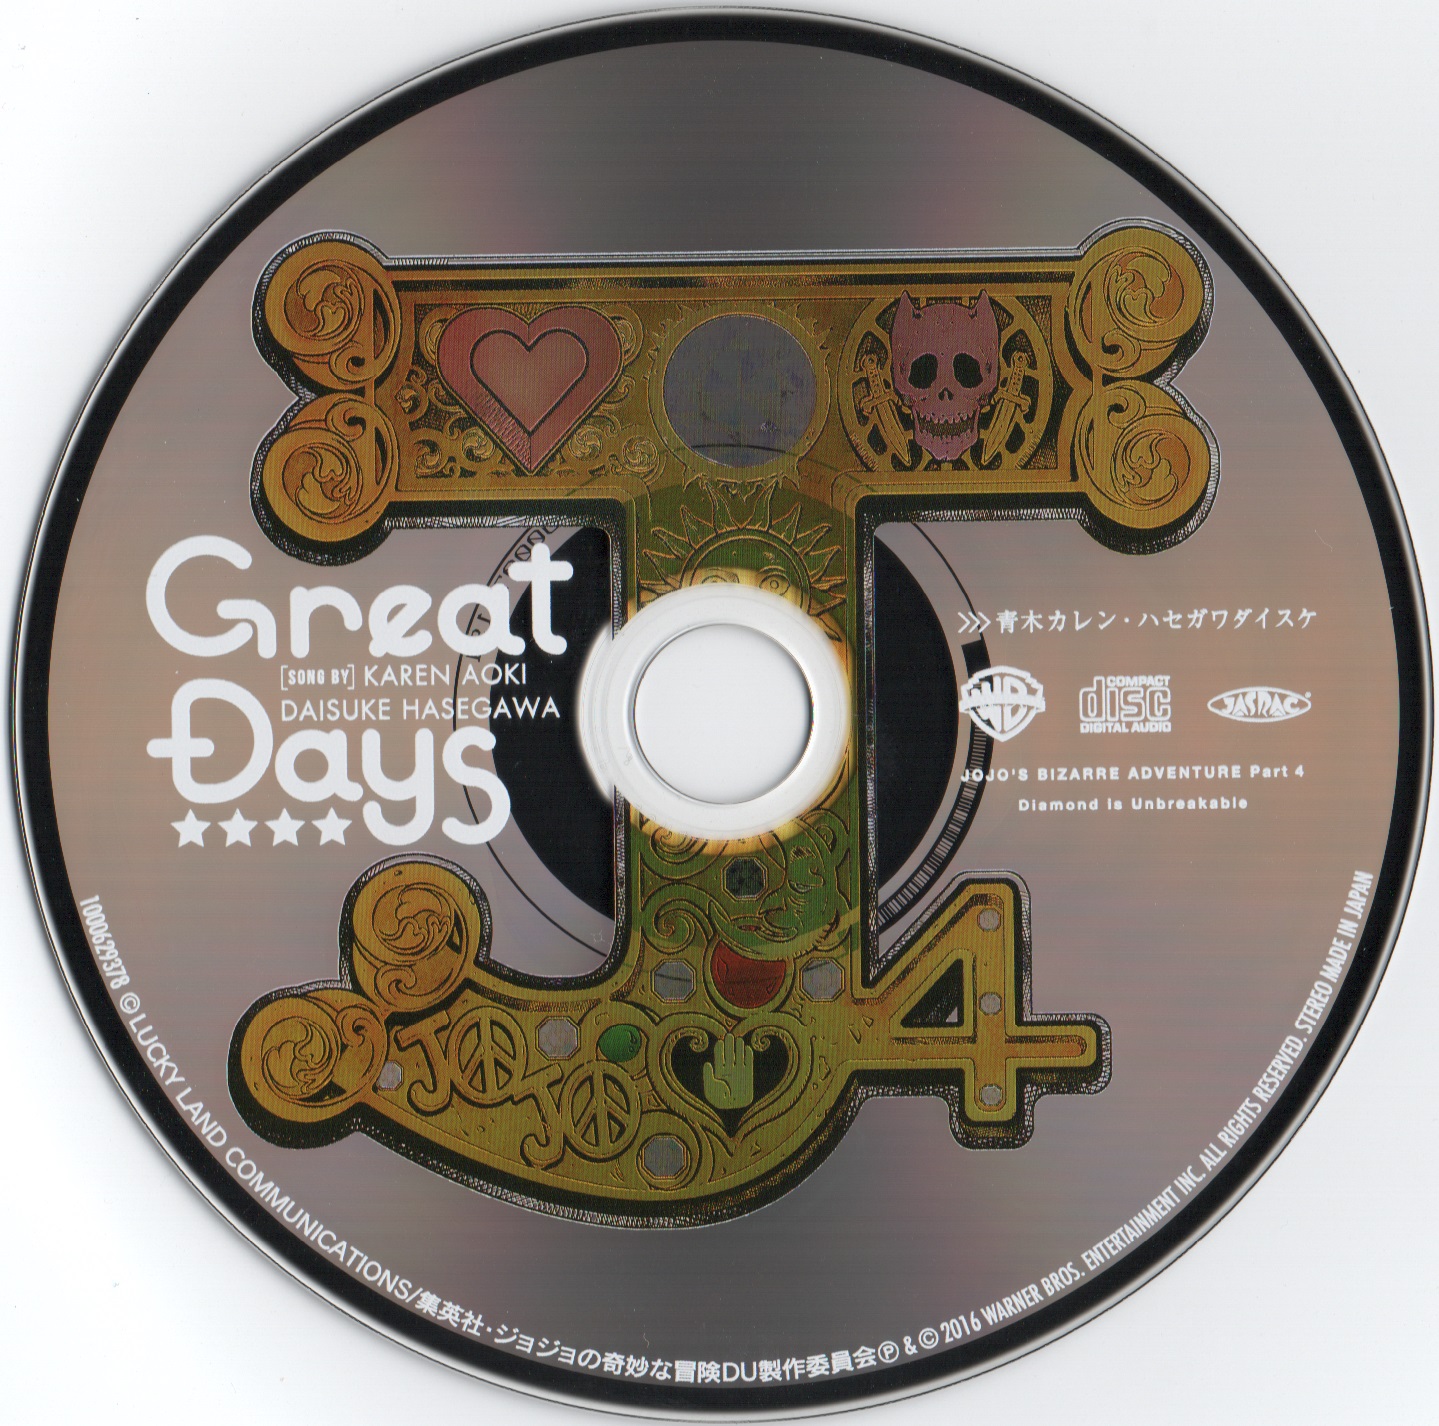 Great
[SONG BY] KAREN AOKI
DAISUKE HASEGAWA
Days
>>> 青木カレン・ハセガワダイスケ
WB
COMPACT
disc
DIGITAL AUDIO
JASRAC
JOJO'S BIZARRE ADVENTURE Part 4
Diamond is Unbreakable
JOJO
4
1000629378 ©LUCKY LAND COMMUNICATIONS/集英社・ジョジョの奇妙な冒険DU製作委員会Ⓟ & © 2016 WARNER BROS. ENTERTAINMENT INC. ALL RIGHTS RESERVED. STEREO MADE IN JAPAN